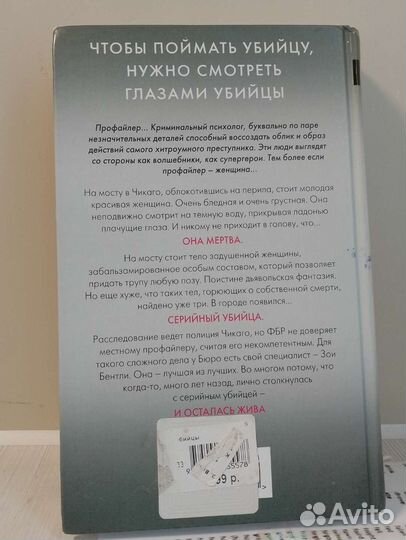 ЧТОБЫ ПОЙМАТЬ УБИЙЦУ,
НУЖНО СМОТРЕТЬ
ГЛАЗАМИ УБИЙЦЫ
Профайлер... Криминальный психолог, буквально по паре
незначительных деталей способный воссоздать облик и образ
действий самого хитроумного преступника. Эти люди выглядят
со стороны как волшебники, как супергерои. Тем более если
профайлер – женщина...
На мосту в Чикаго, облокотившись на перила, стоит молодая
красивая женщина. Очень бледная и очень грустная. Она
неподвижно смотрит на темную воду, прикрывая ладонью
плачущие глаза. И никому не приходит в голову, что...
ОНА МЕРТВА.
На мосту стоит тело задушенной женщины,
забальзамированное особым составом, который позволяет
придать трупу любую позу. Поистине дьявольская фантазия.
Но еще хуже, что таких тел, горюющих о собственной смерти,
найдено уже три. В городе появился...
СЕРИЙНЫЙ УБИЙЦА.
Расследование ведет полиция Чикаго, но ФБР не доверяет
местному профайлеру, считая его некомпетентным. Для
такого сложного дела у Бюро есть свой специалист – Зои
Бентли. Она – лучшая из лучших. Во многом потому, что
когда-то, много лет назад, лично столкнулась
с серийным убийцей –
И ОСТАЛАСЬ ЖИВА
бийцы
99 р.
Avito